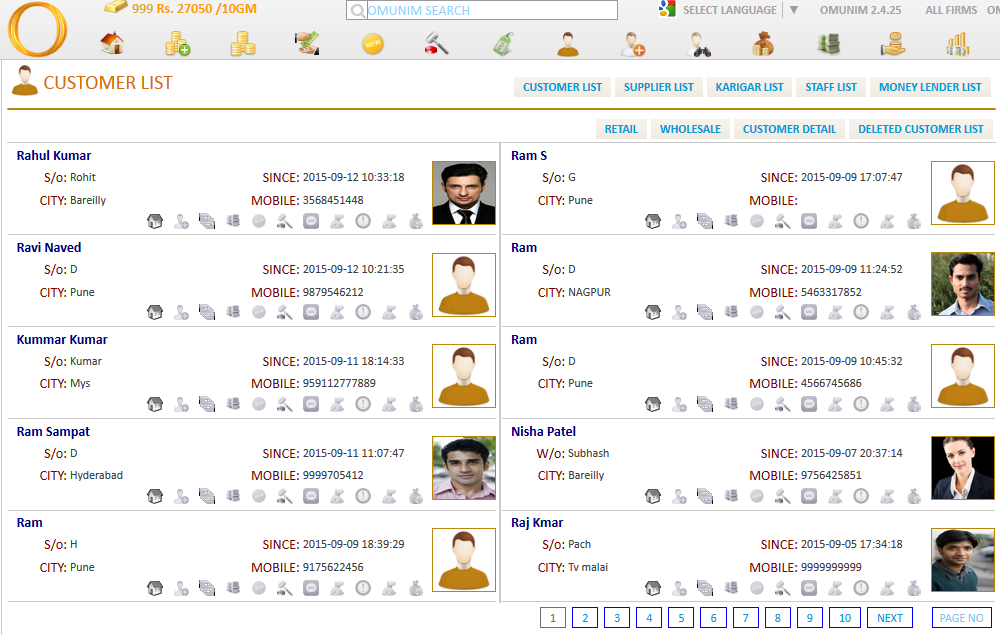 999 Rs. 27050 /10GM
OMUNIM SEARCH
SELECT LANGUAGE ▼
OMUNIM 2.4.25
ALL FIRMS
OM
NEW
CUSTOMER LIST
CUSTOMER LIST SUPPLIER LIST KARIGAR LIST STAFF LIST MONEY LENDER LIST
RETAIL WHOLESALE CUSTOMER DETAIL DELETED CUSTOMER LIST
Rahul Kumar
S/o: Rohit SINCE: 2015-09-12 10:33:18
CITY: Bareilly MOBILE: 3568451448
Ram S
S/o: G SINCE: 2015-09-09 17:07:47
CITY: Pune MOBILE:
Ravi Naved
S/o: D SINCE: 2015-09-12 10:21:35
CITY: Pune MOBILE: 9879546212
Ram
S/o: D SINCE: 2015-09-09 11:24:52
CITY: NAGPUR MOBILE: 5463317852
Kummar Kumar
S/o: Kumar SINCE: 2015-09-11 18:14:33
CITY: Mys MOBILE: 959112777889
Ram
S/o: D SINCE: 2015-09-09 10:45:32
CITY: Pune MOBILE: 4566745686
Ram Sampat
S/o: D SINCE: 2015-09-11 11:07:47
CITY: Hyderabad MOBILE: 9999705412
Nisha Patel
W/o: Subhash SINCE: 2015-09-07 20:37:14
CITY: Bareilly MOBILE: 9756425851
Ram
S/o: H SINCE: 2015-09-09 18:39:29
CITY: Pune MOBILE: 9175622456
Raj Kmar
S/o: Pach SINCE: 2015-09-05 17:34:18
CITY: Tv malai MOBILE: 9999999999
1 2 3 4 5 6 7 8 9 10 NEXT PAGE NO